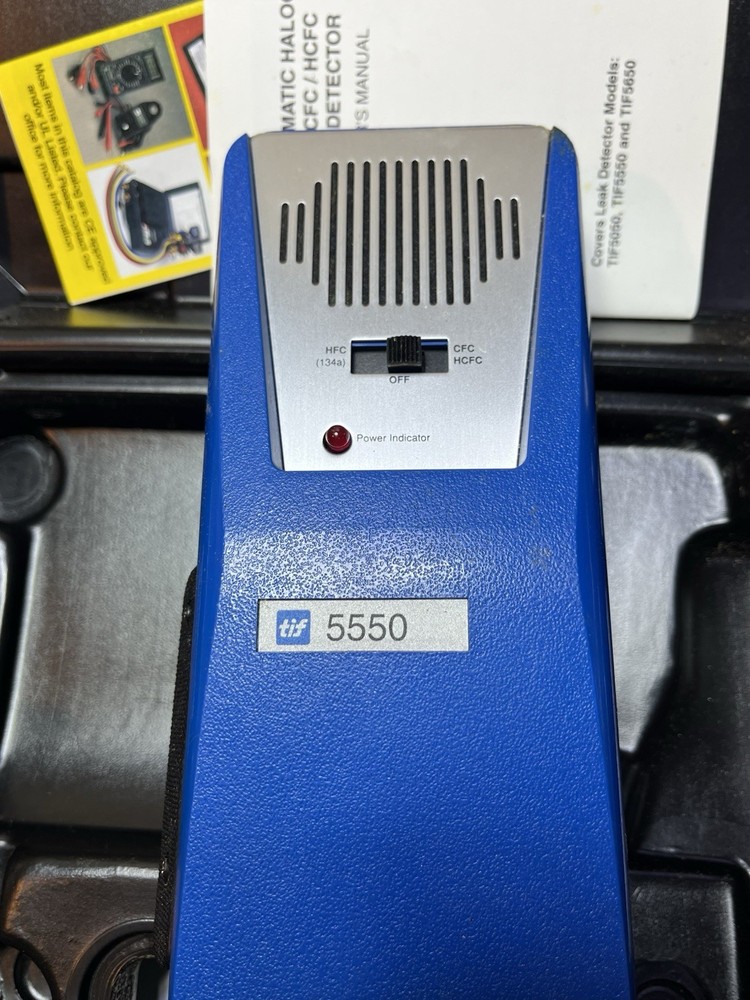 Most items in this catalog are CE approved
and/or UL Listed. Please contact our
office for more information
MATIC HALOG
CFC / HCFC
DETECTOR
'S MANUAL
Covers Leak Detector Models:
TIF5050, TIF5550 and TIF5650
HFC
(134a)
CFC
HCFC
OFF
Power Indicator
tif 5550